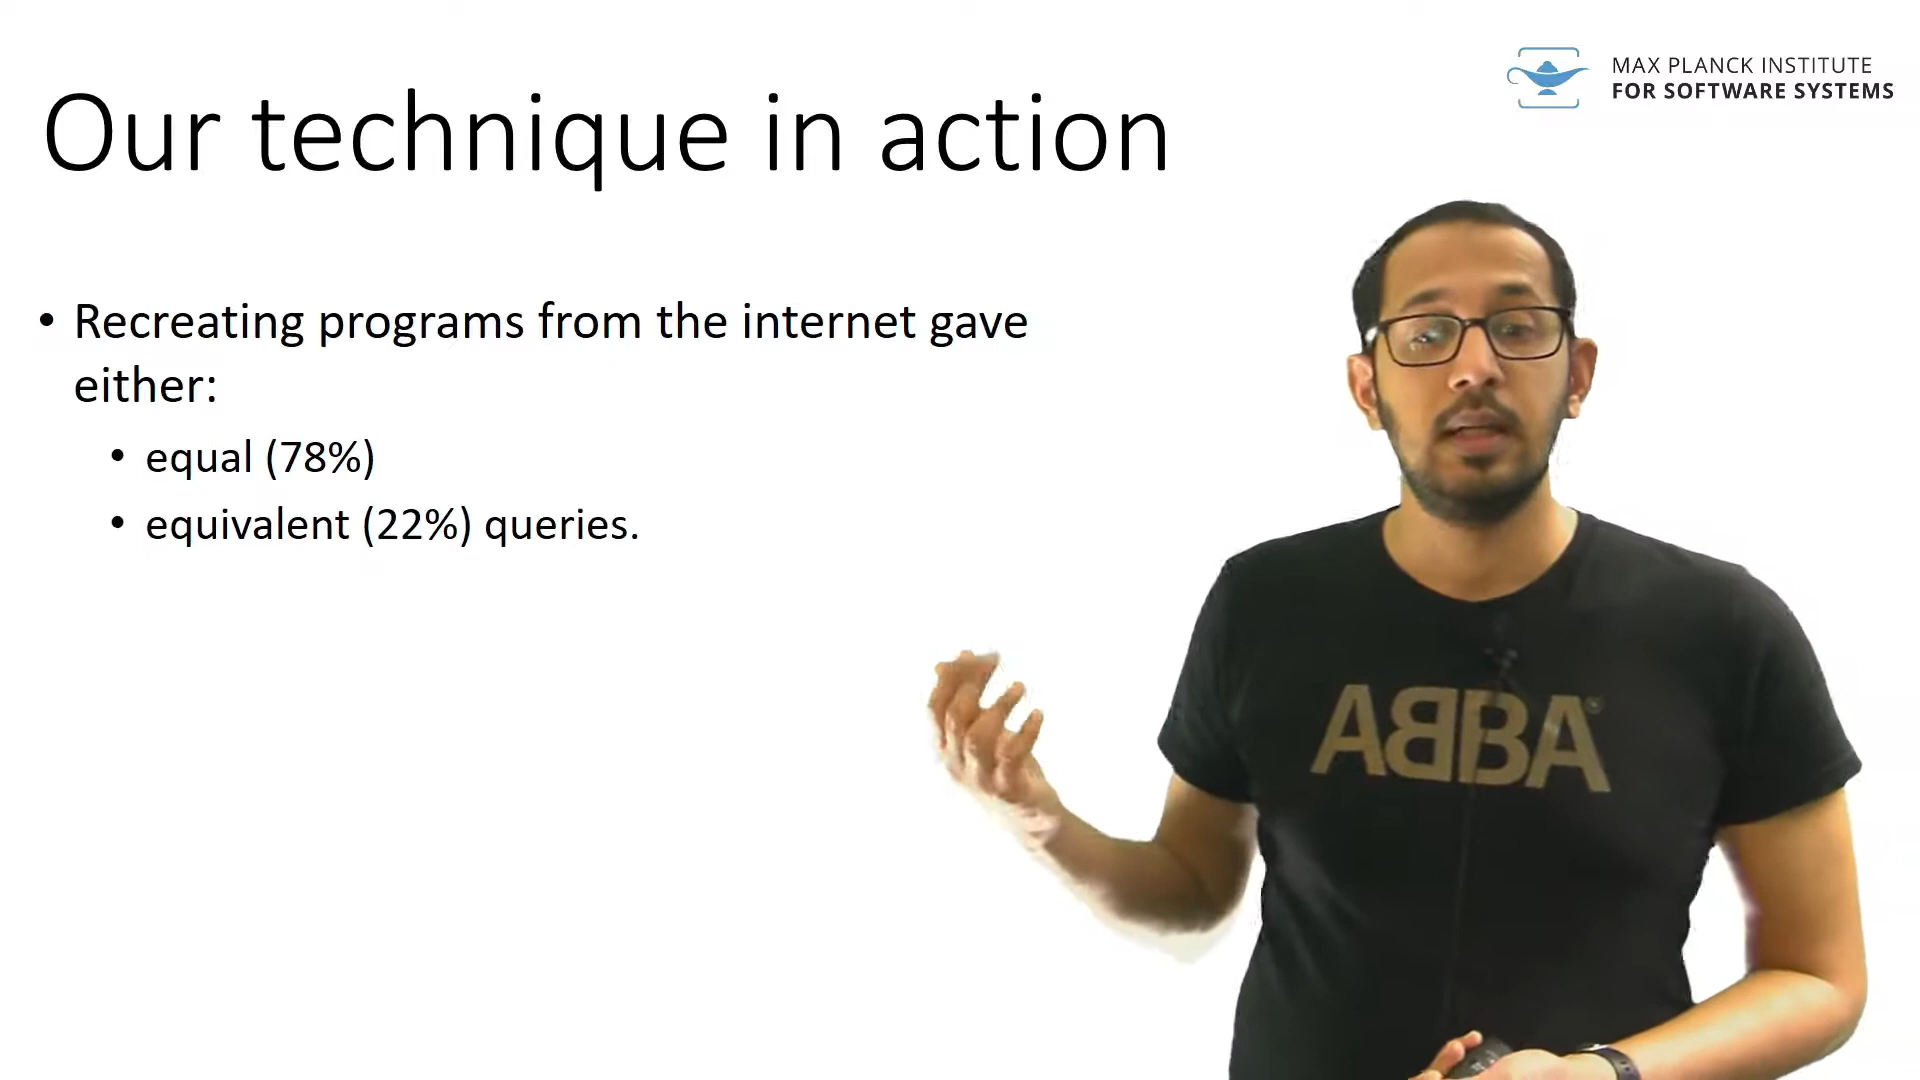 MAX PLANCK INSTITUTE
FOR SOFTWARE SYSTEMS
Our technique in action
• Recreating programs from the internet gave
either:
• equal (78%)
• equivalent (22%) queries.
ABBA®